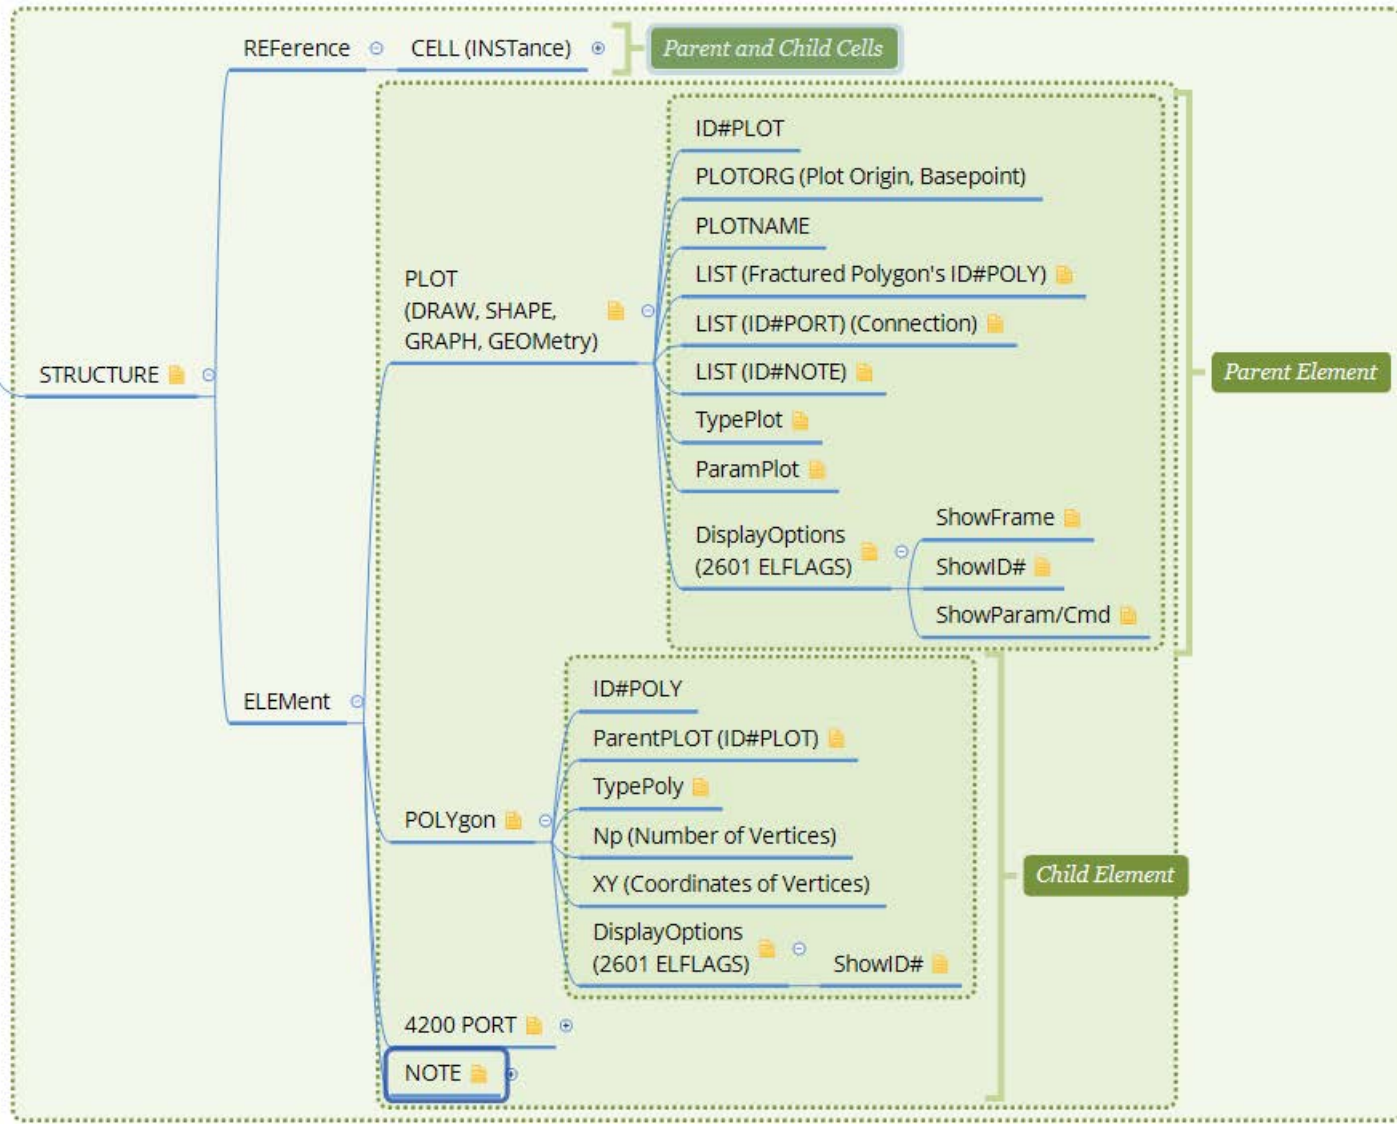 REFerence
CELL (INSTance)
Parent and Child Cells
ID#PLOT
PLOTORG (Plot Origin, Basepoint)
PLOTNAME
PLOT
(DRAW, SHAPE,
GRAPH, GEOMetry)
LIST (Fractured Polygon's ID#POLY)
LIST (ID#PORT) (Connection)
LIST (ID#NOTE)
TypePlot
ParamPlot
DisplayOptions
(2601 ELFLAGS)
ShowFrame
ShowID#
ShowParam/Cmd
Parent Element
STRUCTURE
ELEMent
ID#POLY
ParentPLOT (ID#PLOT)
TypePoly
POLYgon
Np (Number of Vertices)
XY (Coordinates of Vertices)
DisplayOptions
(2601 ELFLAGS)
ShowID#
Child Element
4200 PORT
NOTE